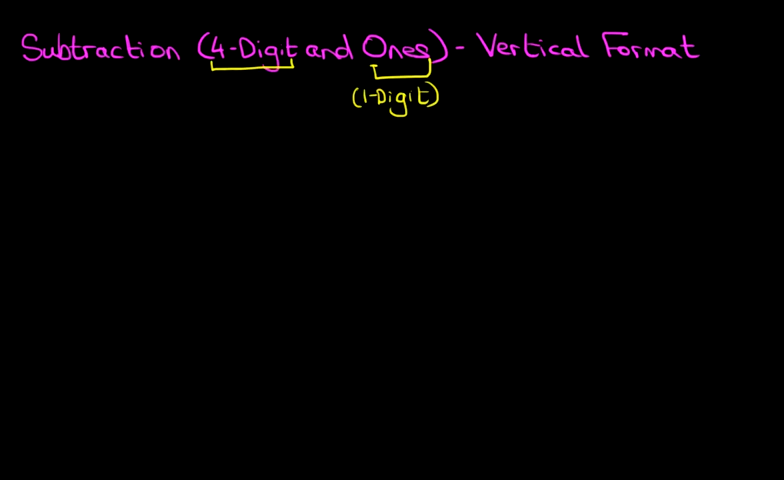 Subtraction (4-Digit and Ones) - Vertical Format
(1-Digit)